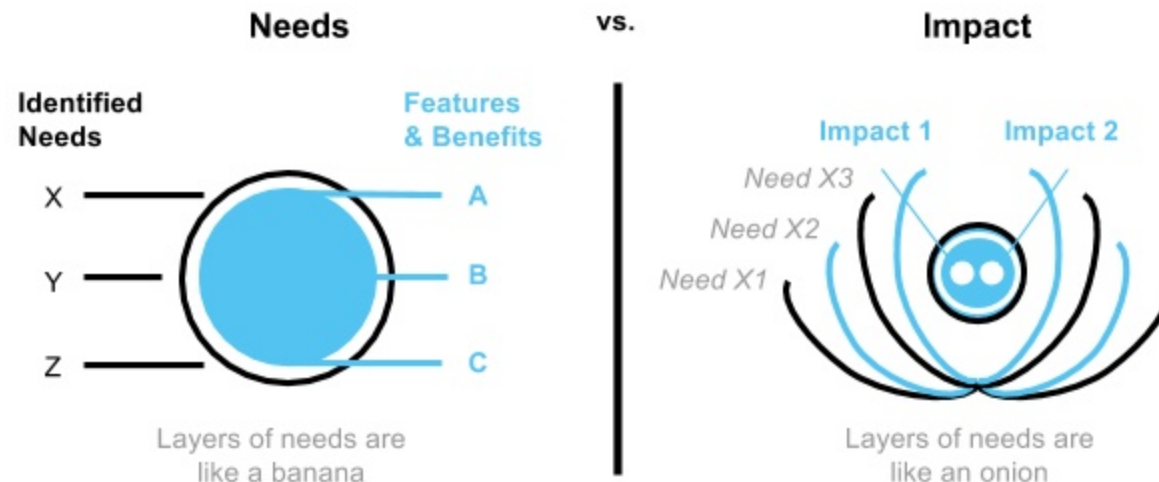 Needs
vs.
Impact
Identified
Needs
Features
& Benefits
X
A
Y
B
Z
C
Layers of needs are
like a banana
Impact 1
Impact 2
Need X3
Need X2
Need X1
Layers of needs are
like an onion